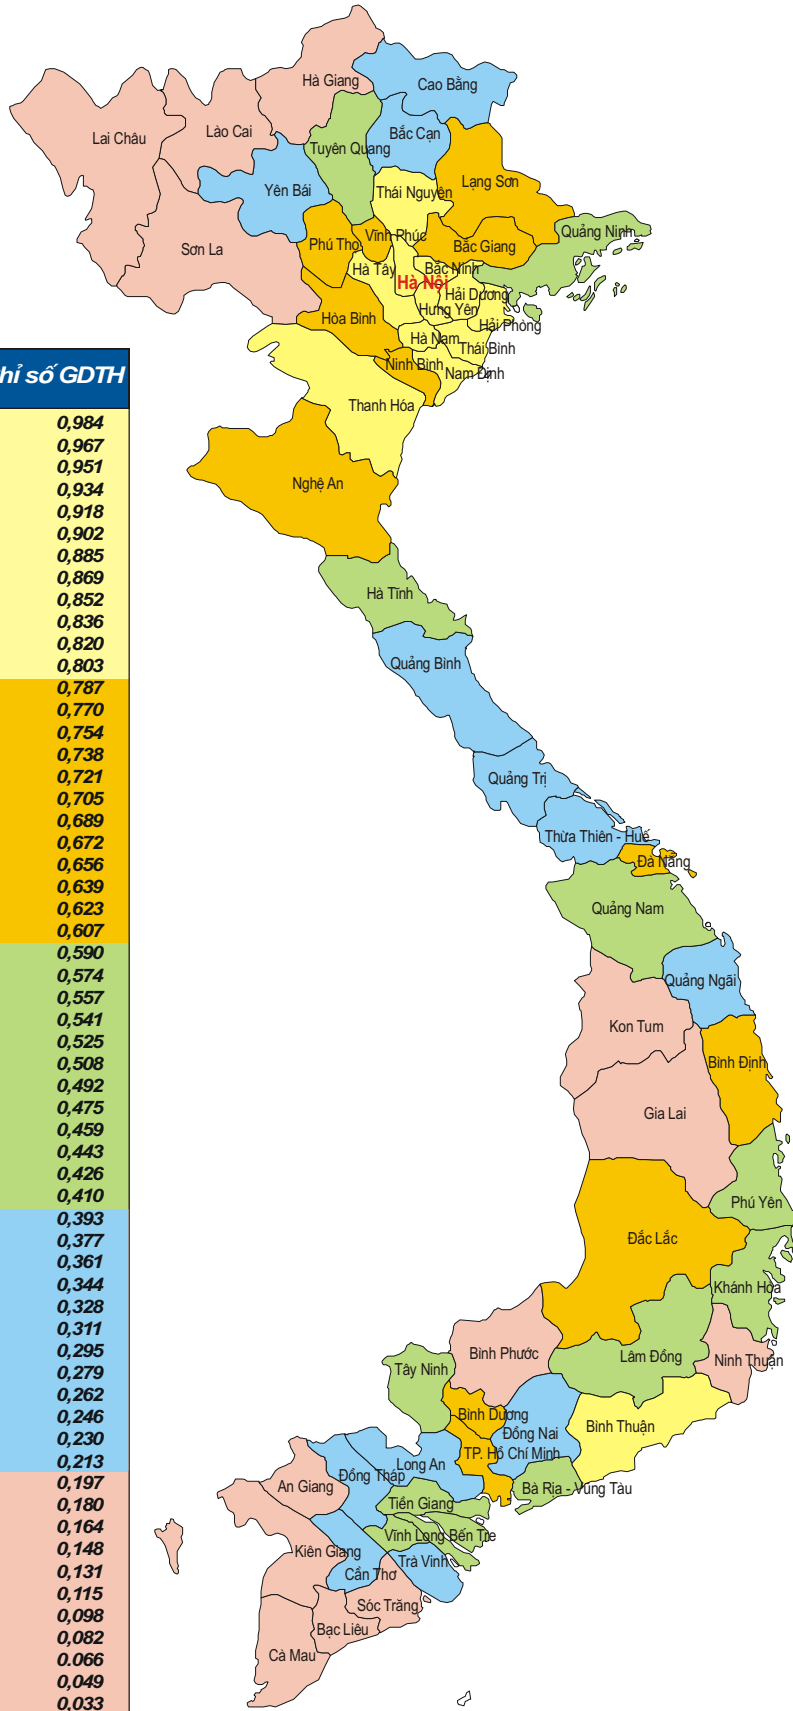 hỉ số GDTH
0,984
0,967
0,951
0,934
0,918
0,902
0,885
0,869
0,852
0,836
0,820
0,803
0,787
0,770
0,754
0,738
0,721
0,705
0,689
0,672
0,656
0,639
0,623
0,607
0,590
0,574
0,557
0,541
0,525
0,508
0,492
0,475
0,459
0,443
0,426
0,410
0,393
0,377
0,361
0,344
0,328
0,311
0,295
0,279
0,262
0,246
0,230
0,213
0,197
0,180
0,164
0,148
0,131
0,115
0,098
0,082
0.066
0,049
0.033
Hà Giang
Cao Bằng
Lai Châu
Lào Cai
Bắc Cạn
Tuyên Quang
Lạng Sơn
Yên Bái
Thái Nguyên
Quảng Ninh
Vĩnh Phúc
Phú Thọ
Bắc Giang
Sơn La
Hà Tây
Bắc Ninh
Hà Nội
Hải Dương
Hưng Yên
Hòa Bình
Hải Phòng
Hà Nam
Thái Bình
Ninh Bình
Nam Định
Thanh Hóa
Nghệ An
Hà Tĩnh
Quảng Bình
Quảng Trị
Thừa Thiên - Huế
Đà Nẵng
Quảng Nam
Quảng Ngãi
Kon Tum
Bình Định
Gia Lai
Phú Yên
Đắc Lắc
Khánh Hòa
Bình Phước
Lâm Đồng
Ninh Thuận
Tây Ninh
Bình Dương
Bình Thuận
Đồng Nai
TP. Hồ Chí Minh
Long An
Đồng Tháp
An Giang
Bà Rịa - Vũng Tàu
Tiền Giang
Vĩnh Long
Bến Tre
Kiên Giang
Trà Vinh
Cần Thơ
Sóc Trăng
Bạc Liêu
Cà Mau